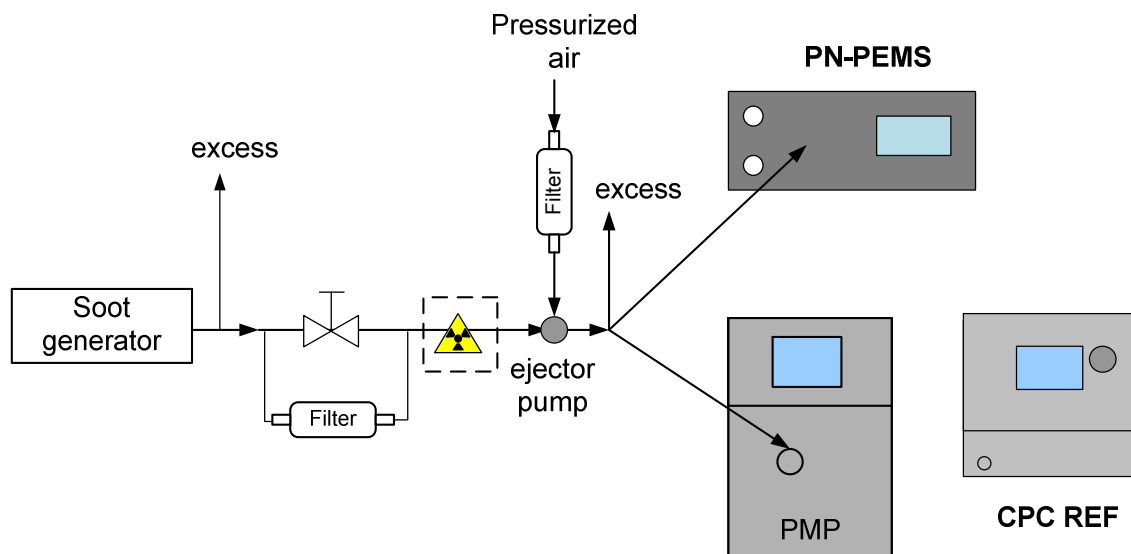 Pressurized
air
PN-PEMS
excess
Filter
excess
Soot
generator
ejector
pump
Filter
PMP
CPC REF